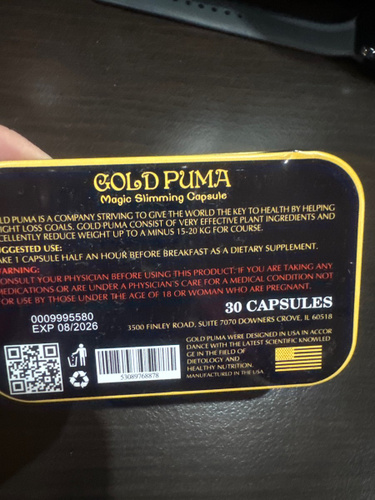 GOLD PUMA
Magic Slimming Capsule
LD PUMA IS A COMPANY STRIVING TO GIVE THE WORLD THE KEY TO HEALTH BY HELPING
IGHT LOSS GOALS. GOLD PUMA CONSIST OF VERY EFFECTIVE PLANT INGREDIENTS AND
CELLENTLY REDUCE WEIGHT UP TO A MINUS 15-20 KG FOR COURSE.
GGESTED USE:
AKE 1 CAPSULE HALF AN HOUR BEFORE BREAKFAST AS A DIETARY SUPPLEMENT.
WARNING:
CONSULT YOUR PHYSICIAN BEFORE USING THIS PRODUCT. IF YOU ARE TAKING ANY
MEDICATIONS OR ARE UNDER A PHYSICIAN'S CARE FOR A MEDICAL CONDITION NOT
FOR USE BY THOSE UNDER THE AGE OF 18 OR WOMAN WHO ARE PREGNANT.
30 CAPSULES
0009995580
EXP 08/2026
3500 FINLEY ROAD, SUITE 7070 DOWNERS CROVE, IL 60518
GOLD PUMA WERE DESIGNED IN USA IN ACCOR
DANCE WITH THE LATEST SCIENTIFIC KNOWLED
GE IN THE FIELD OF
DIETOLOGY AND
HEALTHY NUTRITION.
MANUFACTURED IN THE USA
53089768878